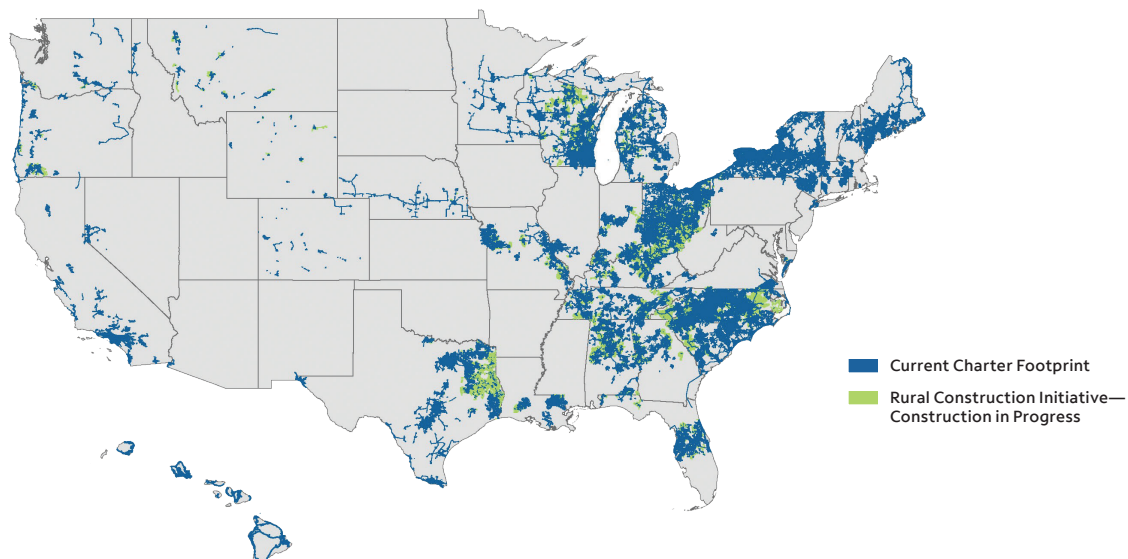 Current Charter Footprint
Rural Construction Initiative—
Construction in Progress